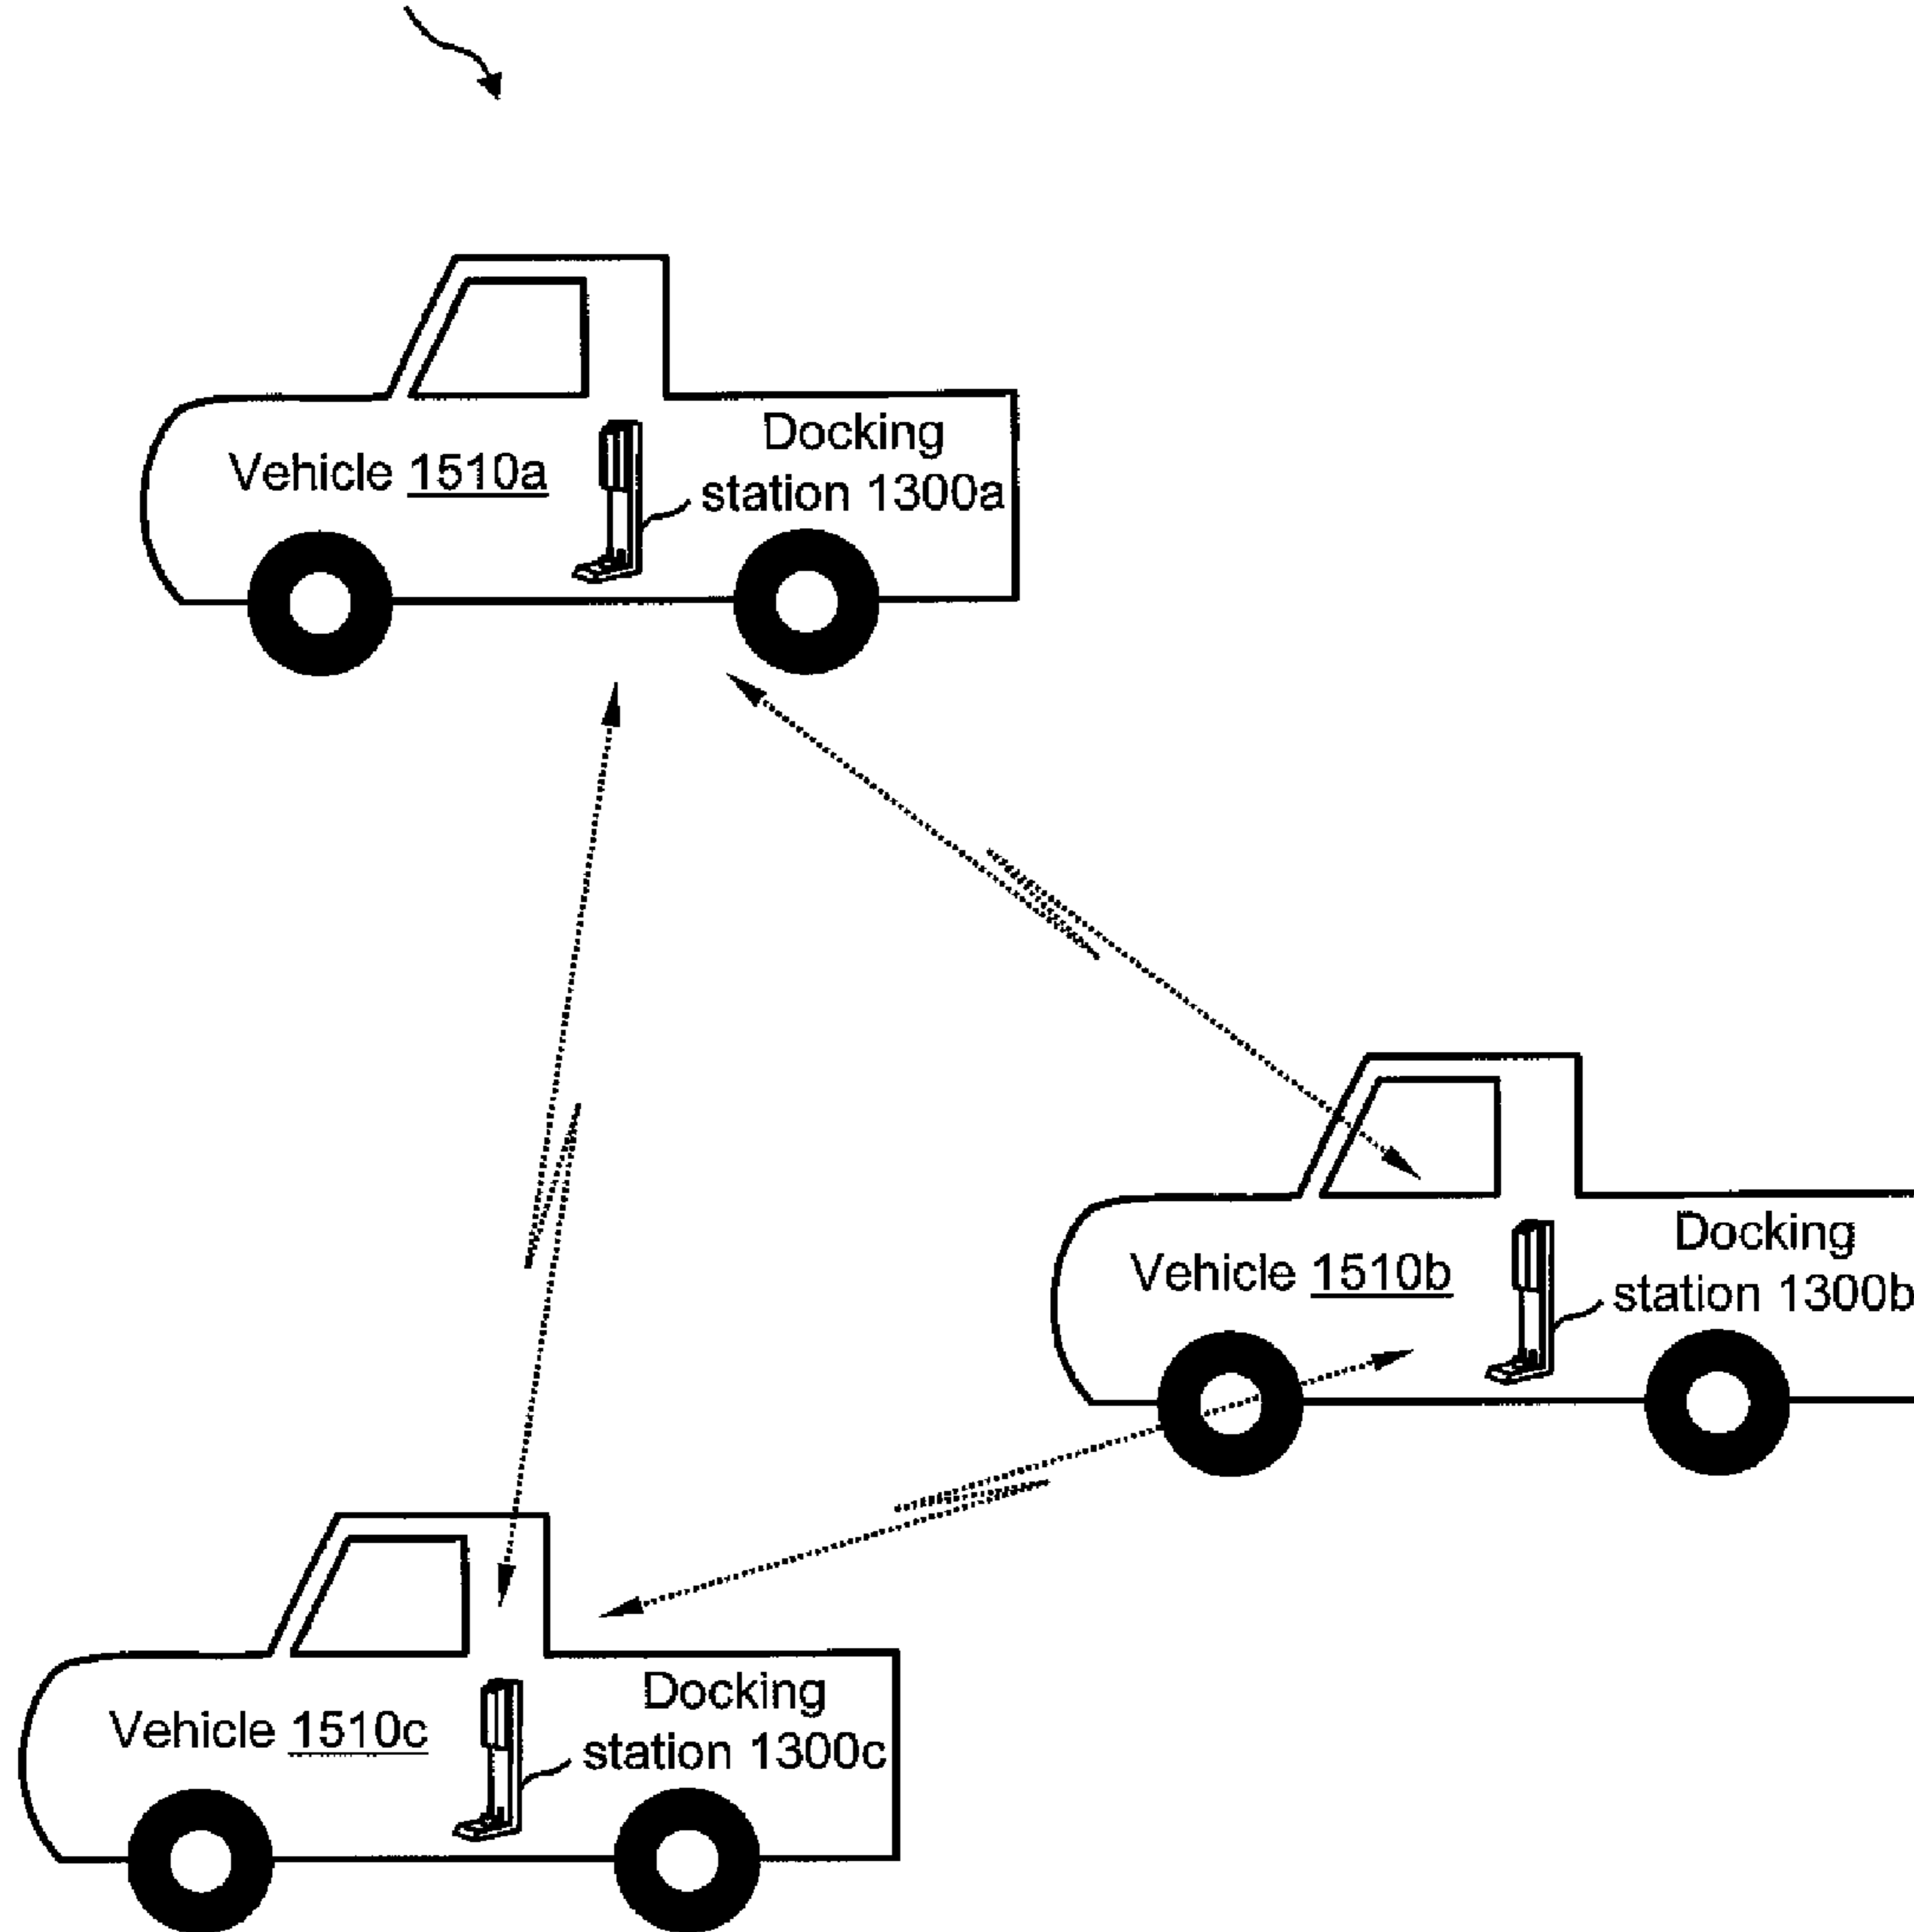 Docking
Vehicle 1510a
station 1300a
Docking
Vehicle 1510b
station 1300b
Docking
Vehicle 1510c
station 1300c